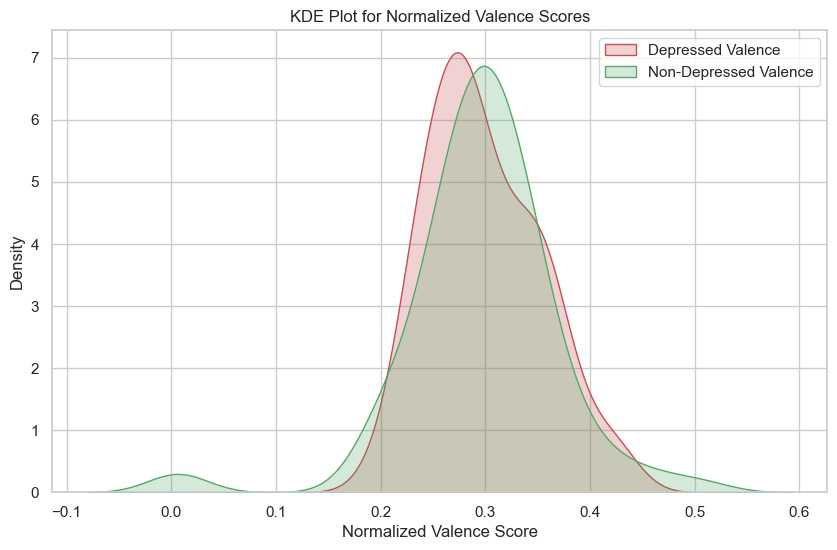 KDE Plot for Normalized Valence Scores
Depressed Valence
Non-Depressed Valence
7
6
5
4
3
2
1
0
Density
−0.1 0.0 0.1 0.2 0.3 0.4 0.5 0.6
Normalized Valence Score